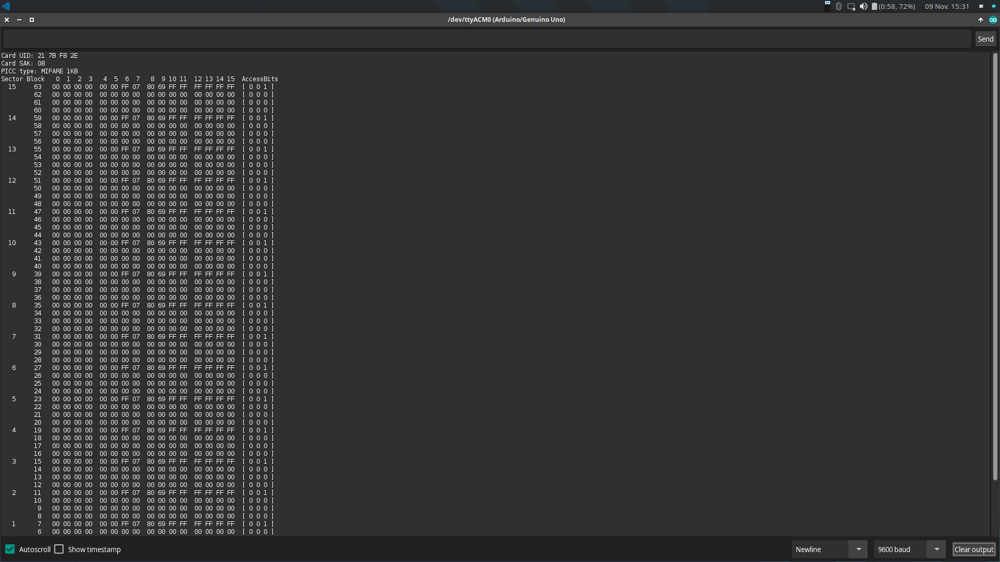 (0:58, 72%) 09 Nov. 15:31
/dev/ttyACM0 (Arduino/Genuino Uno)
Send
Card UID: 21 7B F8 2E
Card SAK: 08
PICC type: MIFARE 1KB
Sector Block 0 1 2 3 4 5 6 7 8 9 10 11 12 13 14 15 AccessBits
15 63 00 00 00 00 00 00 FF 07 80 69 FF FF FF FF FF FF [ 0 0 1 ]
62 00 00 00 00 00 00 00 00 00 00 00 00 00 00 00 00 [ 0 0 0 ]
61 00 00 00 00 00 00 00 00 00 00 00 00 00 00 00 00 [ 0 0 0 ]
60 00 00 00 00 00 00 00 00 00 00 00 00 00 00 00 00 [ 0 0 0 ]
14 59 00 00 00 00 00 00 FF 07 80 69 FF FF FF FF FF FF [ 0 0 1 ]
58 00 00 00 00 00 00 00 00 00 00 00 00 00 00 00 00 [ 0 0 0 ]
57 00 00 00 00 00 00 00 00 00 00 00 00 00 00 00 00 [ 0 0 0 ]
56 00 00 00 00 00 00 00 00 00 00 00 00 00 00 00 00 [ 0 0 0 ]
13 55 00 00 00 00 00 00 FF 07 80 69 FF FF FF FF FF FF [ 0 0 1 ]
54 00 00 00 00 00 00 00 00 00 00 00 00 00 00 00 00 [ 0 0 0 ]
53 00 00 00 00 00 00 00 00 00 00 00 00 00 00 00 00 [ 0 0 0 ]
52 00 00 00 00 00 00 00 00 00 00 00 00 00 00 00 00 [ 0 0 0 ]
12 51 00 00 00 00 00 00 FF 07 80 69 FF FF FF FF FF FF [ 0 0 1 ]
50 00 00 00 00 00 00 00 00 00 00 00 00 00 00 00 00 [ 0 0 0 ]
49 00 00 00 00 00 00 00 00 00 00 00 00 00 00 00 00 [ 0 0 0 ]
48 00 00 00 00 00 00 00 00 00 00 00 00 00 00 00 00 [ 0 0 0 ]
11 47 00 00 00 00 00 00 FF 07 80 69 FF FF FF FF FF FF [ 0 0 1 ]
46 00 00 00 00 00 00 00 00 00 00 00 00 00 00 00 00 [ 0 0 0 ]
45 00 00 00 00 00 00 00 00 00 00 00 00 00 00 00 00 [ 0 0 0 ]
44 00 00 00 00 00 00 00 00 00 00 00 00 00 00 00 00 [ 0 0 0 ]
10 43 00 00 00 00 00 00 FF 07 80 69 FF FF FF FF FF FF [ 0 0 1 ]
42 00 00 00 00 00 00 00 00 00 00 00 00 00 00 00 00 [ 0 0 0 ]
41 00 00 00 00 00 00 00 00 00 00 00 00 00 00 00 00 [ 0 0 0 ]
40 00 00 00 00 00 00 00 00 00 00 00 00 00 00 00 00 [ 0 0 0 ]
9 39 00 00 00 00 00 00 FF 07 80 69 FF FF FF FF FF FF [ 0 0 1 ]
38 00 00 00 00 00 00 00 00 00 00 00 00 00 00 00 00 [ 0 0 0 ]
37 00 00 00 00 00 00 00 00 00 00 00 00 00 00 00 00 [ 0 0 0 ]
36 00 00 00 00 00 00 00 00 00 00 00 00 00 00 00 00 [ 0 0 0 ]
8 35 00 00 00 00 00 00 FF 07 80 69 FF FF FF FF FF FF [ 0 0 1 ]
34 00 00 00 00 00 00 00 00 00 00 00 00 00 00 00 00 [ 0 0 0 ]
33 00 00 00 00 00 00 00 00 00 00 00 00 00 00 00 00 [ 0 0 0 ]
32 00 00 00 00 00 00 00 00 00 00 00 00 00 00 00 00 [ 0 0 0 ]
7 31 00 00 00 00 00 00 FF 07 80 69 FF FF FF FF FF FF [ 0 0 1 ]
30 00 00 00 00 00 00 00 00 00 00 00 00 00 00 00 00 [ 0 0 0 ]
29 00 00 00 00 00 00 00 00 00 00 00 00 00 00 00 00 [ 0 0 0 ]
28 00 00 00 00 00 00 00 00 00 00 00 00 00 00 00 00 [ 0 0 0 ]
6 27 00 00 00 00 00 00 FF 07 80 69 FF FF FF FF FF FF [ 0 0 1 ]
26 00 00 00 00 00 00 00 00 00 00 00 00 00 00 00 00 [ 0 0 0 ]
25 00 00 00 00 00 00 00 00 00 00 00 00 00 00 00 00 [ 0 0 0 ]
24 00 00 00 00 00 00 00 00 00 00 00 00 00 00 00 00 [ 0 0 0 ]
5 23 00 00 00 00 00 00 FF 07 80 69 FF FF FF FF FF FF [ 0 0 1 ]
22 00 00 00 00 00 00 00 00 00 00 00 00 00 00 00 00 [ 0 0 0 ]
21 00 00 00 00 00 00 00 00 00 00 00 00 00 00 00 00 [ 0 0 0 ]
20 00 00 00 00 00 00 00 00 00 00 00 00 00 00 00 00 [ 0 0 0 ]
4 19 00 00 00 00 00 00 FF 07 80 69 FF FF FF FF FF FF [ 0 0 1 ]
18 00 00 00 00 00 00 00 00 00 00 00 00 00 00 00 00 [ 0 0 0 ]
17 00 00 00 00 00 00 00 00 00 00 00 00 00 00 00 00 [ 0 0 0 ]
16 00 00 00 00 00 00 00 00 00 00 00 00 00 00 00 00 [ 0 0 0 ]
3 15 00 00 00 00 00 00 FF 07 80 69 FF FF FF FF FF FF [ 0 0 1 ]
14 00 00 00 00 00 00 00 00 00 00 00 00 00 00 00 00 [ 0 0 0 ]
13 00 00 00 00 00 00 00 00 00 00 00 00 00 00 00 00 [ 0 0 0 ]
12 00 00 00 00 00 00 00 00 00 00 00 00 00 00 00 00 [ 0 0 0 ]
2 11 00 00 00 00 00 00 FF 07 80 69 FF FF FF FF FF FF [ 0 0 1 ]
10 00 00 00 00 00 00 00 00 00 00 00 00 00 00 00 00 [ 0 0 0 ]
9 00 00 00 00 00 00 00 00 00 00 00 00 00 00 00 00 [ 0 0 0 ]
8 00 00 00 00 00 00 00 00 00 00 00 00 00 00 00 00 [ 0 0 0 ]
1 7 00 00 00 00 00 00 FF 07 80 69 FF FF FF FF FF FF [ 0 0 1 ]
6 00 00 00 00 00 00 00 00 00 00 00 00 00 00 00 00 [ 0 0 0 ]
Autoscroll Show timestamp Newline 9600 baud Clear output